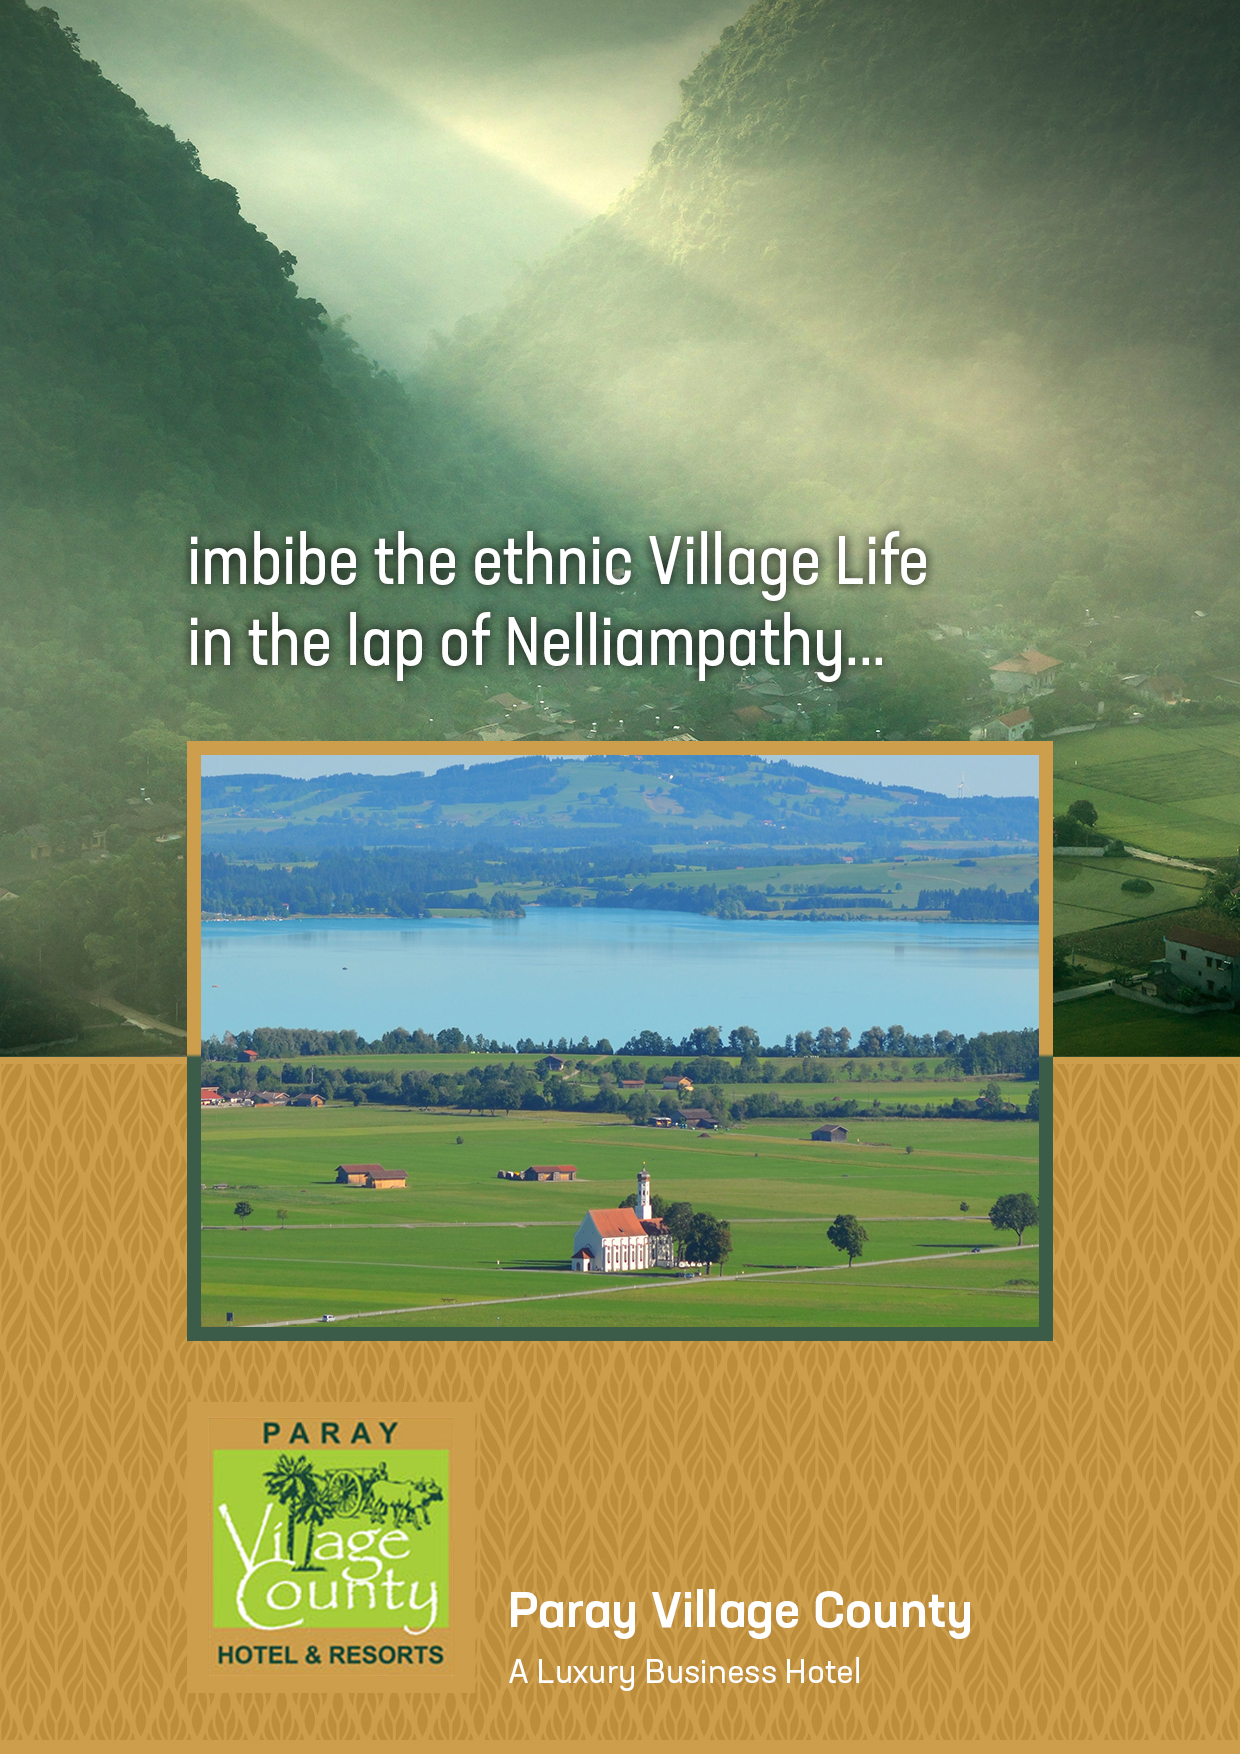 imbibe the ethnic Village Life
in the lap of Nelliampathy...
PARAY
Village
County
HOTEL & RESORTS
Paray Village County
A Luxury Business Hotel